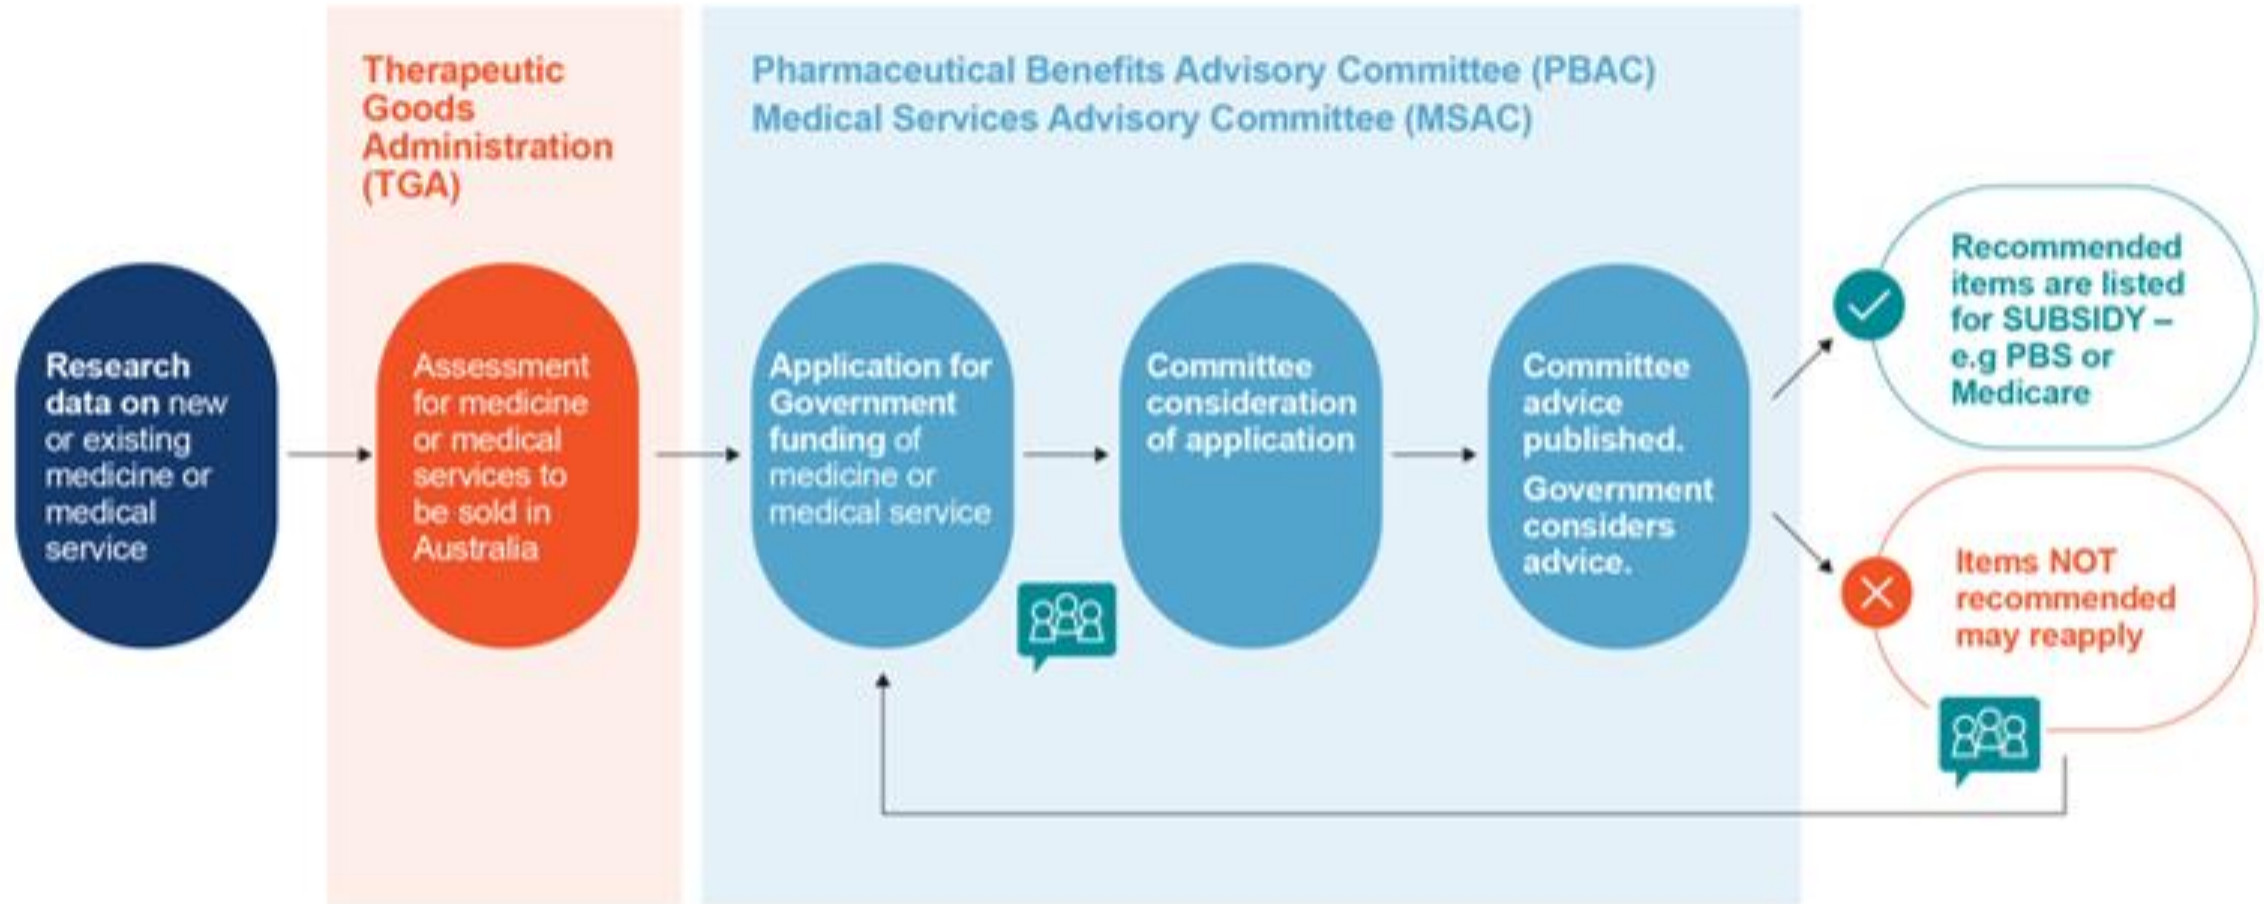 Therapeutic
Goods
Administration
(TGA)
Pharmaceutical Benefits Advisory Committee (PBAC)
Medical Services Advisory Committee (MSAC)
Research
data on new
or existing
medicine or
medical
service
Assessment
for medicine
or medical
services to
be sold in
Australia
Application for
Government
funding of
medicine or
medical service
Committee
consideration
of application
Committee
advice
published.
Government
considers
advice.
Recommended
items are listed
for SUBSIDY –
e.g PBS or
Medicare
Items NOT
recommended
may reapply